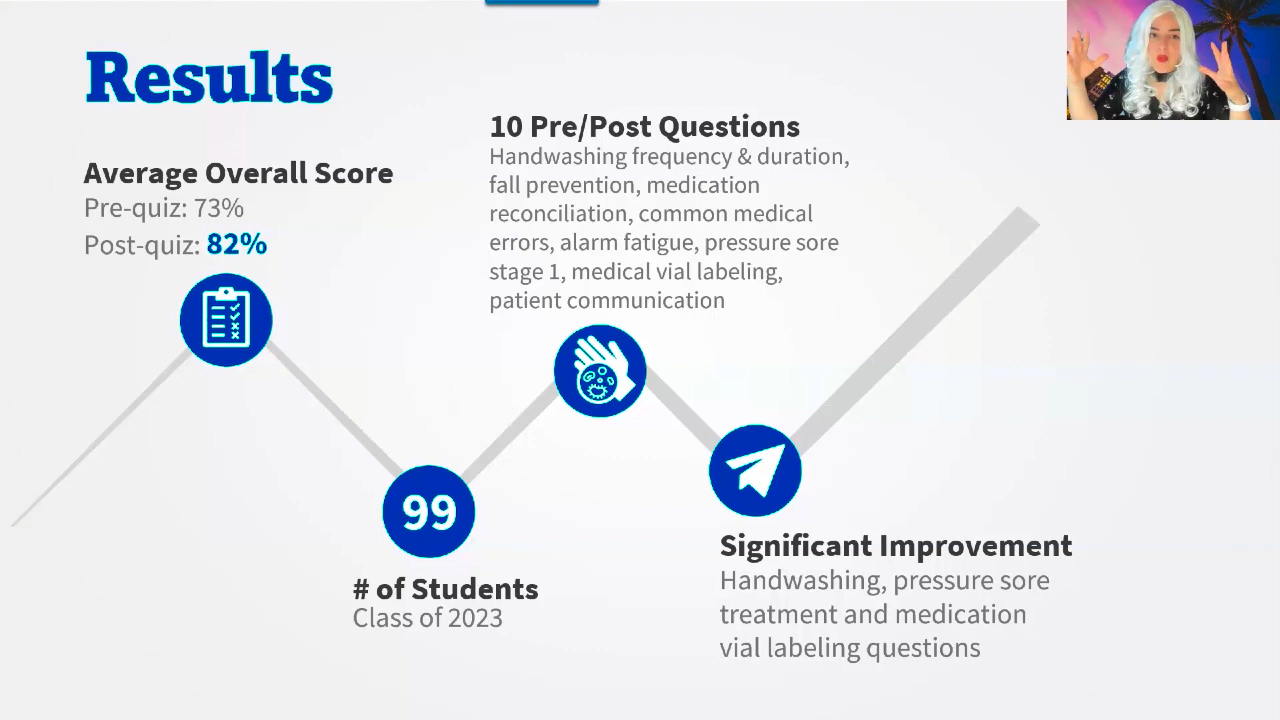 Results
Average Overall Score
Pre-quiz: 73%
Post-quiz: 82%
99
# of Students
Class of 2023
10 Pre/Post Questions
Handwashing frequency & duration,
fall prevention, medication
reconciliation, common medical
errors, alarm fatigue, pressure sore
stage 1, medical vial labeling,
patient communication
Significant Improvement
Handwashing, pressure sore
treatment and medication
vial labeling questions